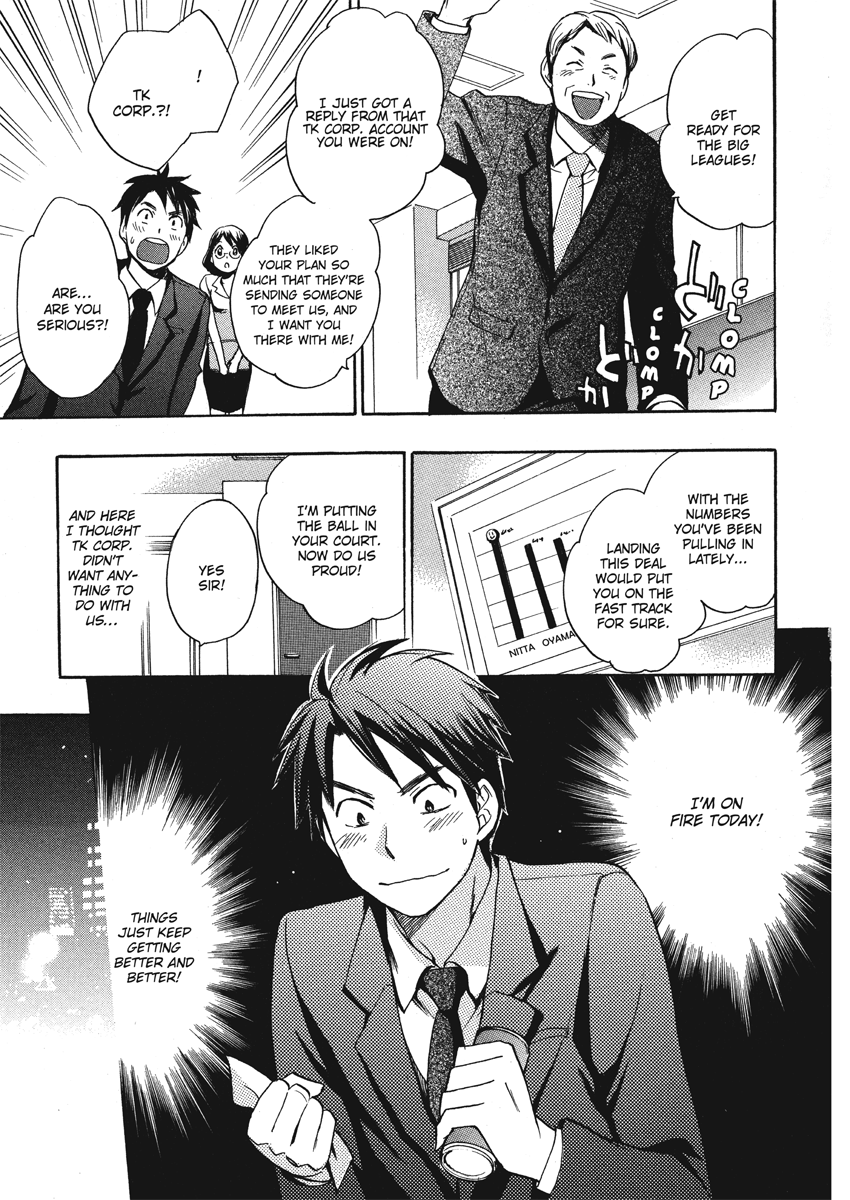 GET
READY FOR
THE BIG
LEAGUES!
I JUST GOT A
REPLY FROM THAT
TK CORP. ACCOUNT
YOU WERE ON!
ドカ
CLOMP
ドカ
CLOMP
THEY LIKED
YOUR PLAN SO
MUCH THAT THEY'RE
SENDING SOMEONE
TO MEET US, AND
I WANT YOU
THERE WITH ME!
!
TK
CORP.?!
ARE...
ARE YOU
SERIOUS?!
WITH THE
NUMBERS
YOU'VE BEEN
PULLING IN
LATELY...
LANDING
THIS DEAL
WOULD PUT
YOU ON THE
FAST TRACK
FOR SURE.
NITTA OYAMA
I'M PUTTING
THE BALL IN
YOUR COURT.
NOW DO US
PROUD!
YES
SIR!
AND HERE
I THOUGHT
TK CORP.
DIDN'T
WANT ANY-
THING TO
DO WITH
US...
I'M ON
FIRE TODAY!
THINGS
JUST KEEP
GETTING
BETTER AND
BETTER!